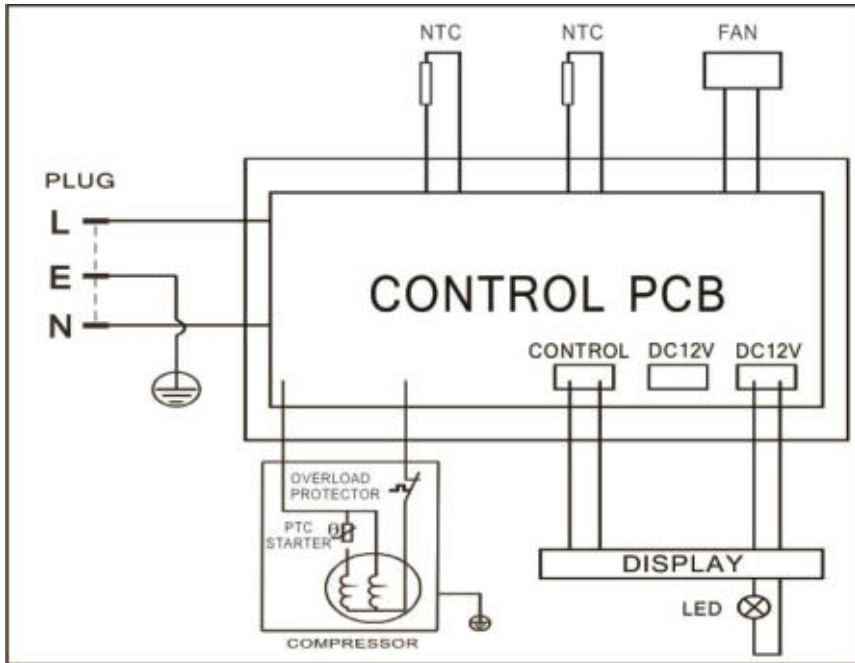 NTC
NTC
FAN
PLUG
L
E
N
CONTROL PCB
CONTROL
DC12V
DC12V
OVERLOAD
PROTECTOR
PTC
STARTER
θ
DISPLAY
LED
COMPRESSOR